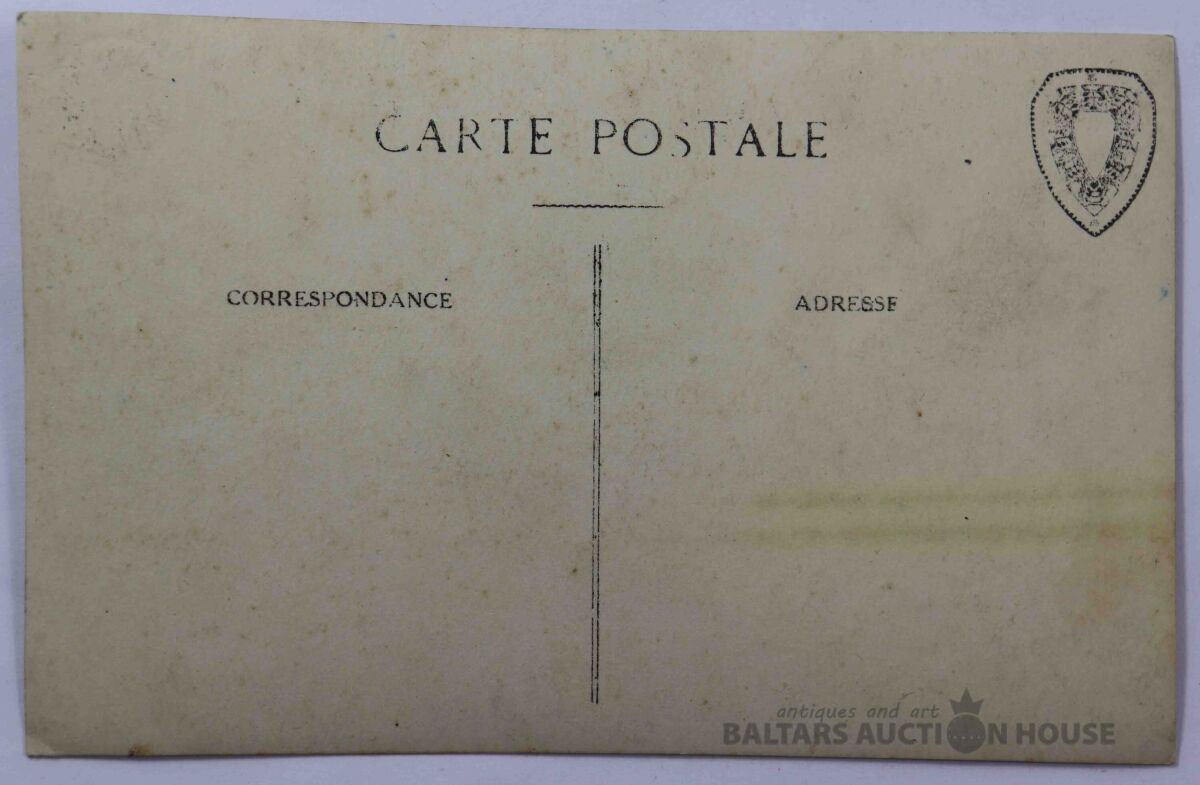 CARTE POSTALE
CORRESPONDANCE
ADRESSE
antiques and art
BALTARS AUCTION HOUSE